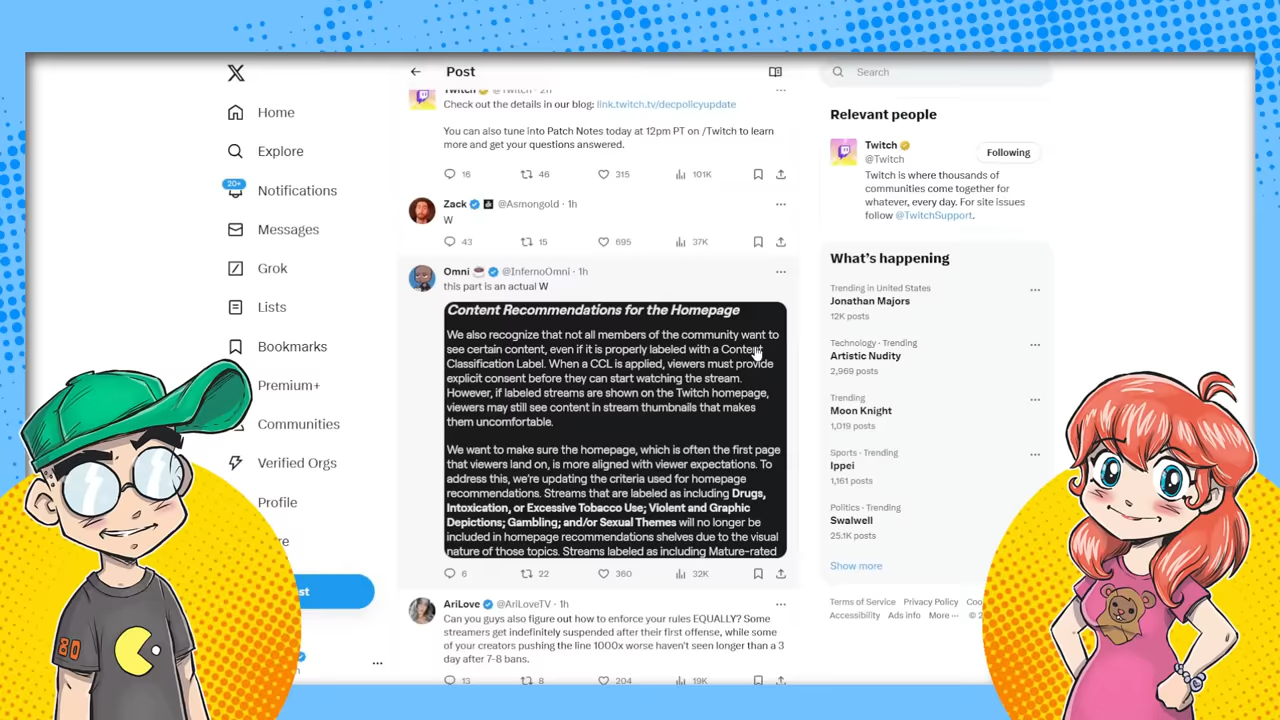 Home
Explore
20+
Notifications
Messages
Grok
Lists
Bookmarks
Premium+
Communities
Verified Orgs
Profile
80
Post
Twitch @Twitch · 2h
Check out the details in our blog: link.twitch.tv/decpolicyupdate
You can also tune into Patch Notes today at 12pm PT on /Twitch to learn
more and get your questions answered.
16 46 315 101K
Zack @Asmongold · 1h
W
43 15 695 37K
Omni @InfernoOmni · 1h
this part is an actual W
Content Recommendations for the Homepage
We also recognize that not all members of the community want to
see certain content, even if it is properly labeled with a Content
Classification Label. When a CCL is applied, viewers must provide
explicit consent before they can start watching the stream.
However, if labeled streams are shown on the Twitch homepage,
viewers may still see content in stream thumbnails that makes
them uncomfortable.
We want to make sure the homepage, which is often the first page
that viewers land on, is more aligned with viewer expectations. To
address this, we're updating the criteria used for homepage
recommendations. Streams that are labeled as including Drugs,
Intoxication, or Excessive Tobacco Use; Violent and Graphic
Depictions; Gambling; and/or Sexual Themes will no longer be
included in homepage recommendations shelves due to the visual
nature of those topics. Streams labeled as including Mature-rated
6 22 360 32K
AriLove @AriLoveTV · 1h
Can you guys also figure out how to enforce your rules EQUALLY? Some
streamers get indefinitely suspended after their first offense, while some
of your creators pushing the line 1000x worse haven't seen longer than a 3
day after 7-8 bans.
13 8 204 19K
Search
Relevant people
Twitch
@Twitch
Following
Twitch is where thousands of
communities come together for
whatever, every day. For site issues
follow @TwitchSupport.
What's happening
Trending in United States
Jonathan Majors
12K posts
Technology · Trending
Artistic Nudity
2,969 posts
Trending
Moon Knight
1,019 posts
Sports · Trending
Ippei
1,161 posts
Politics · Trending
Swalwell
25.1K posts
Show more
Terms of Service Privacy Policy
Accessibility Ads info More ···